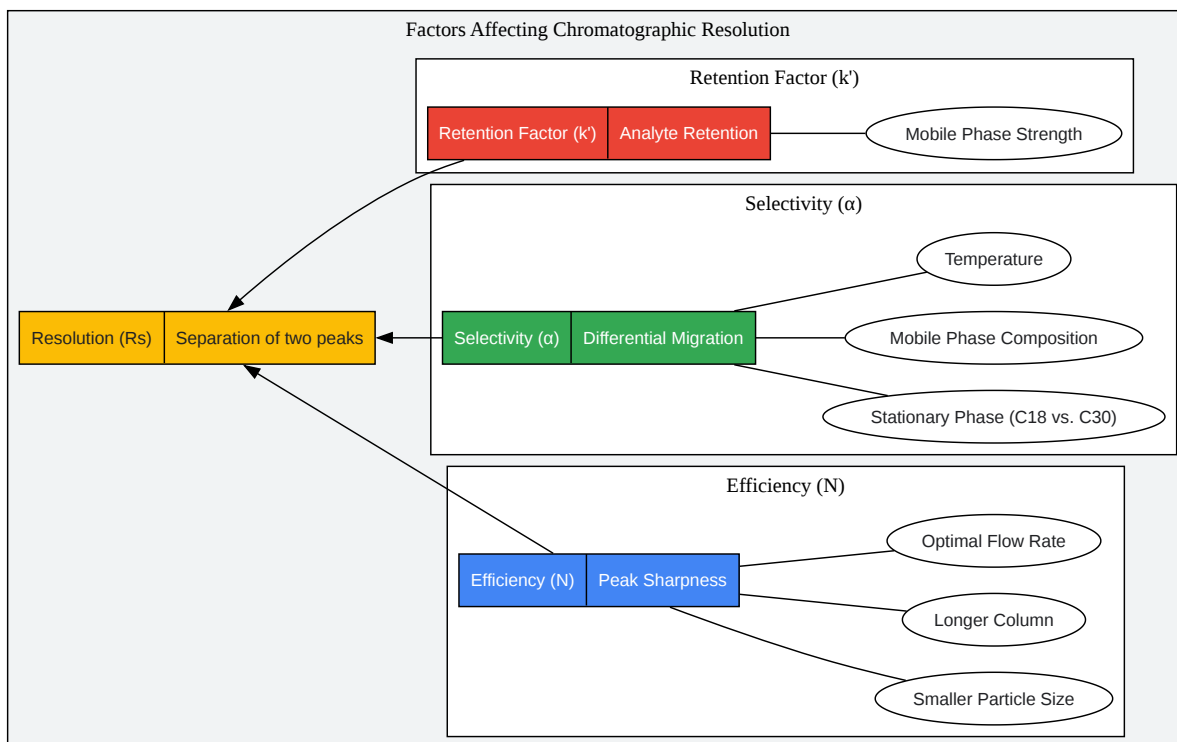 Factors Affecting Chromatographic Resolution
Retention Factor (k')
Retention Factor (k') Analyte Retention
Mobile Phase Strength
Selectivity (α)
Temperature
Resolution (Rs) Separation of two peaks
Selectivity (α) Differential Migration
Mobile Phase Composition
Stationary Phase (C18 vs. C30)
Efficiency (N)
Optimal Flow Rate
Efficiency (N) Peak Sharpness
Longer Column
Smaller Particle Size